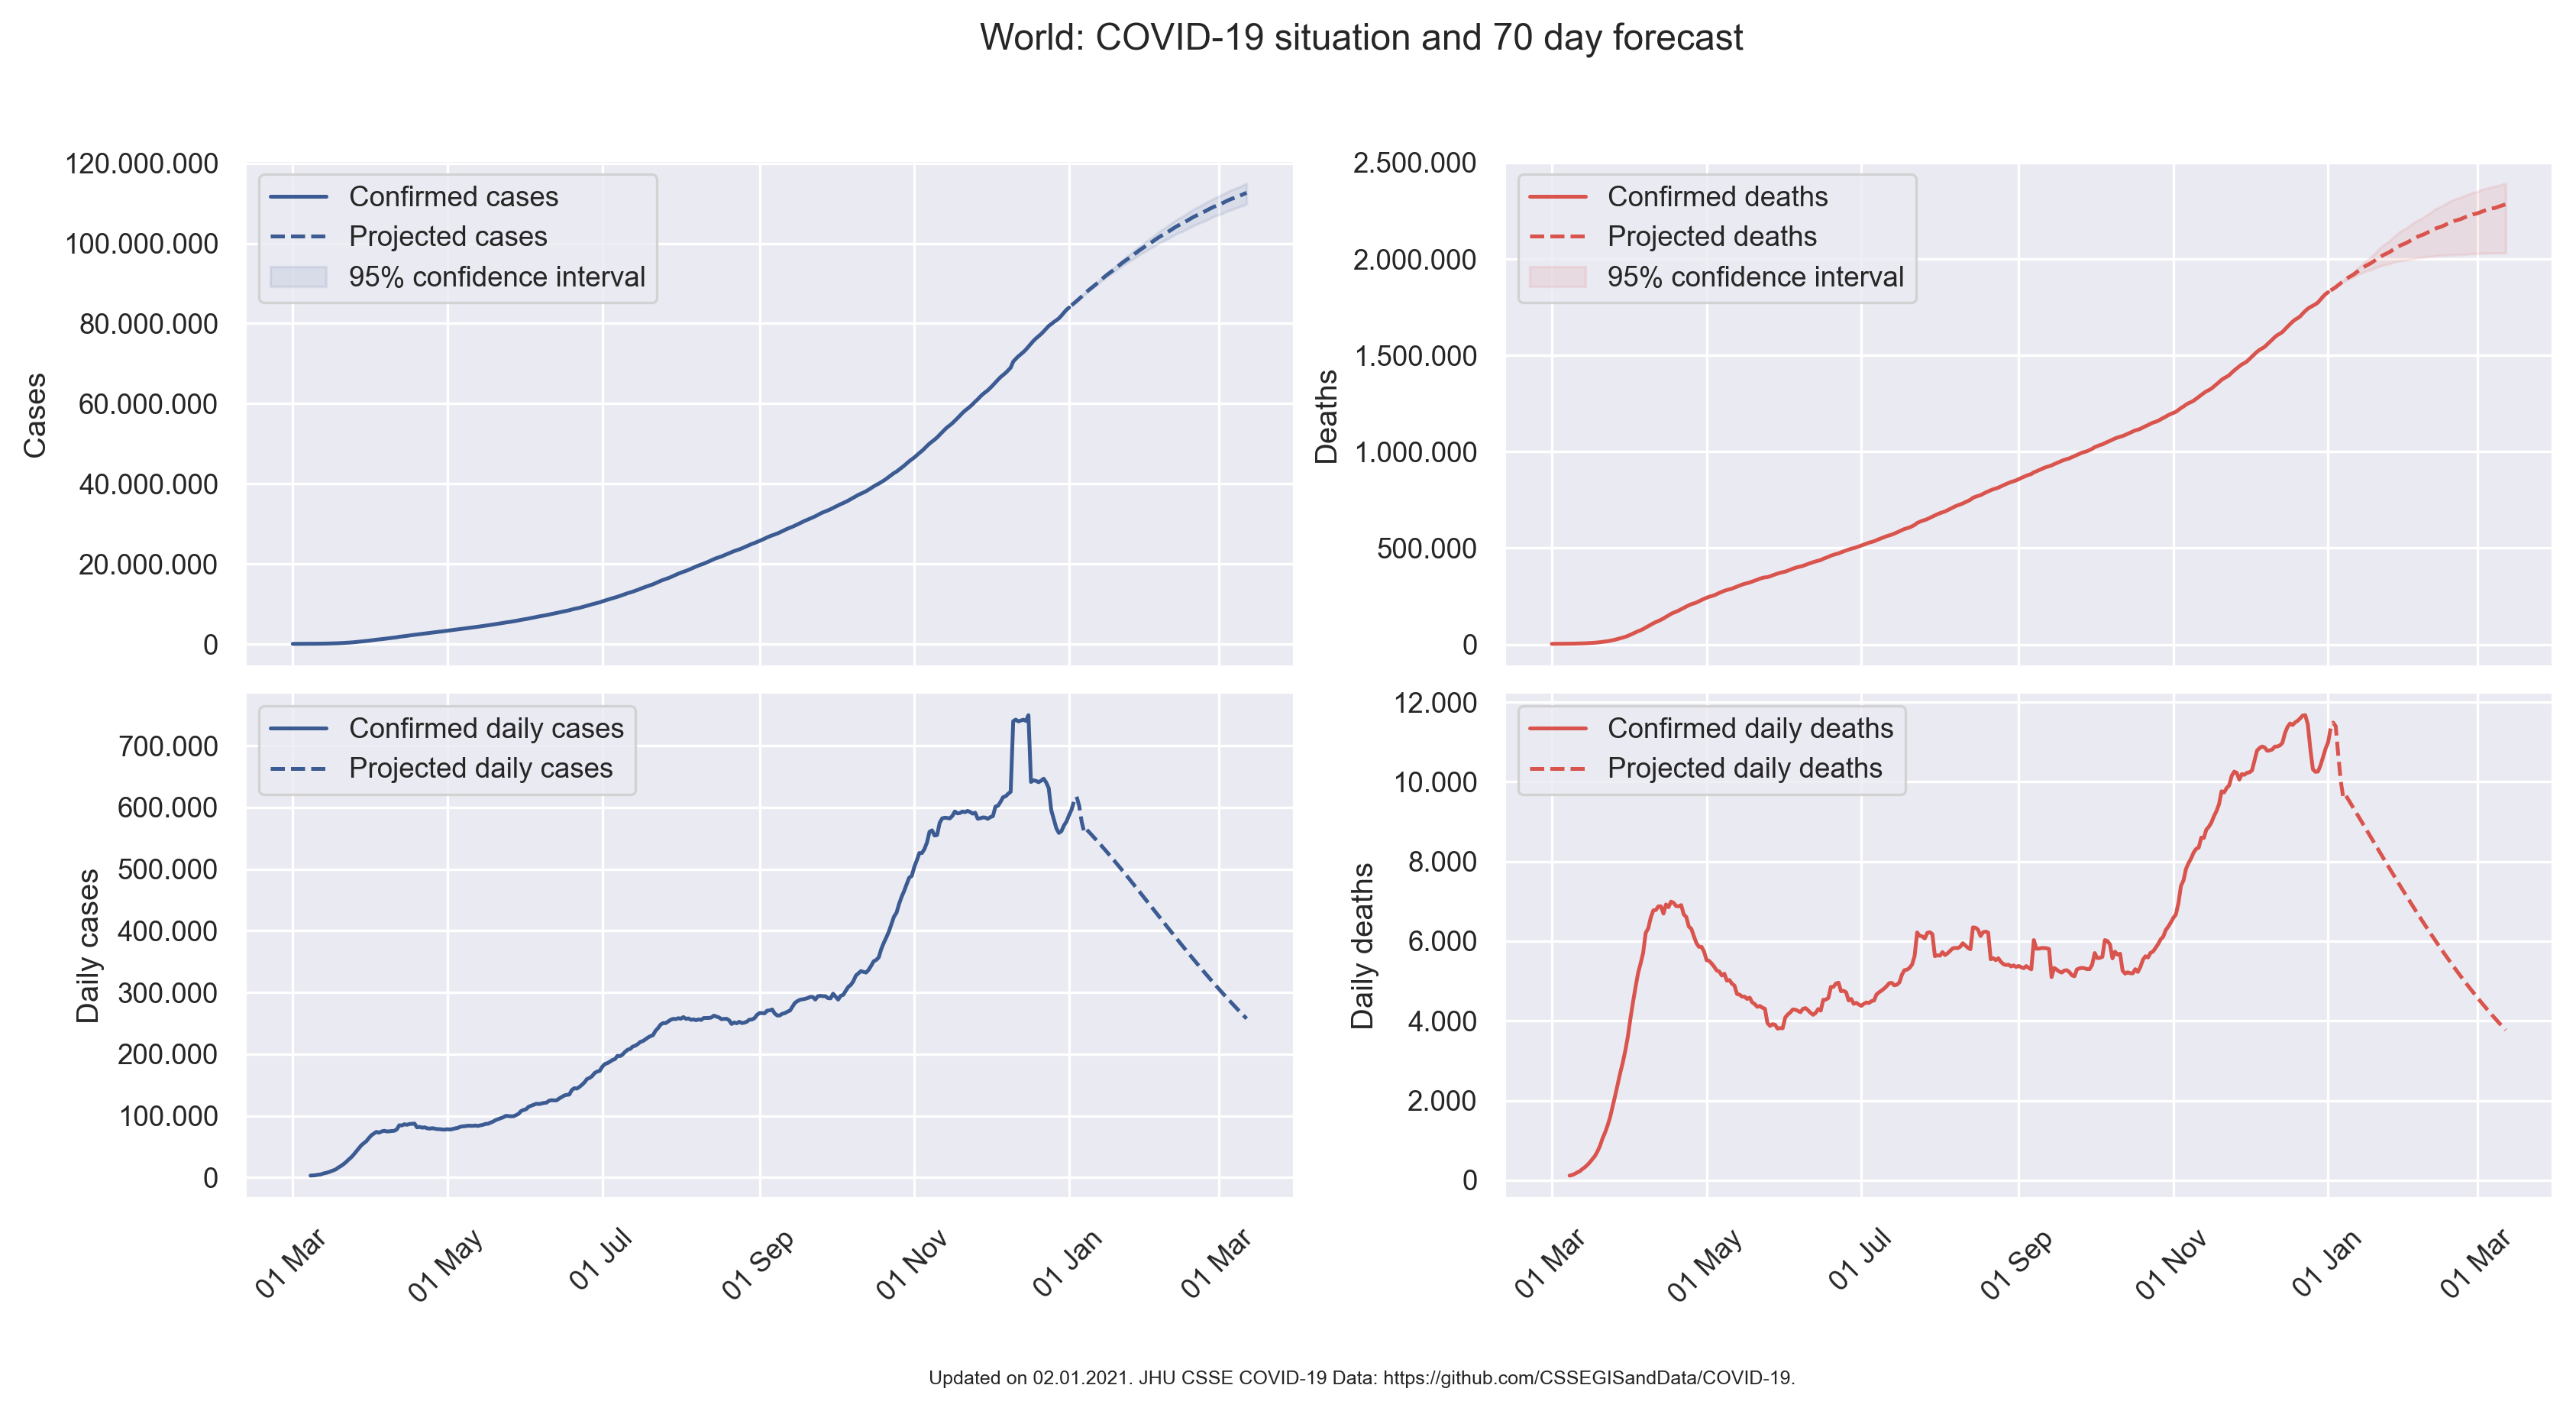 World: COVID-19 situation and 70 day forecast
120.000.000
100.000.000
80.000.000
60.000.000
40.000.000
20.000.000
0
Cases
Confirmed cases
Projected cases
95% confidence interval
2.500.000
2.000.000
1.500.000
1.000.000
500.000
0
Deaths
Confirmed deaths
Projected deaths
95% confidence interval
700.000
600.000
500.000
400.000
300.000
200.000
100.000
0
Daily cases
Confirmed daily cases
Projected daily cases
01 Mar
01 May
01 Jul
01 Sep
01 Nov
01 Jan
01 Mar
12.000
10.000
8.000
6.000
4.000
2.000
0
Daily deaths
Confirmed daily deaths
Projected daily deaths
01 Mar
01 May
01 Jul
01 Sep
01 Nov
01 Jan
01 Mar
Updated on 02.01.2021. JHU CSSE COVID-19 Data: https://github.com/CSSEGISandData/COVID-19.